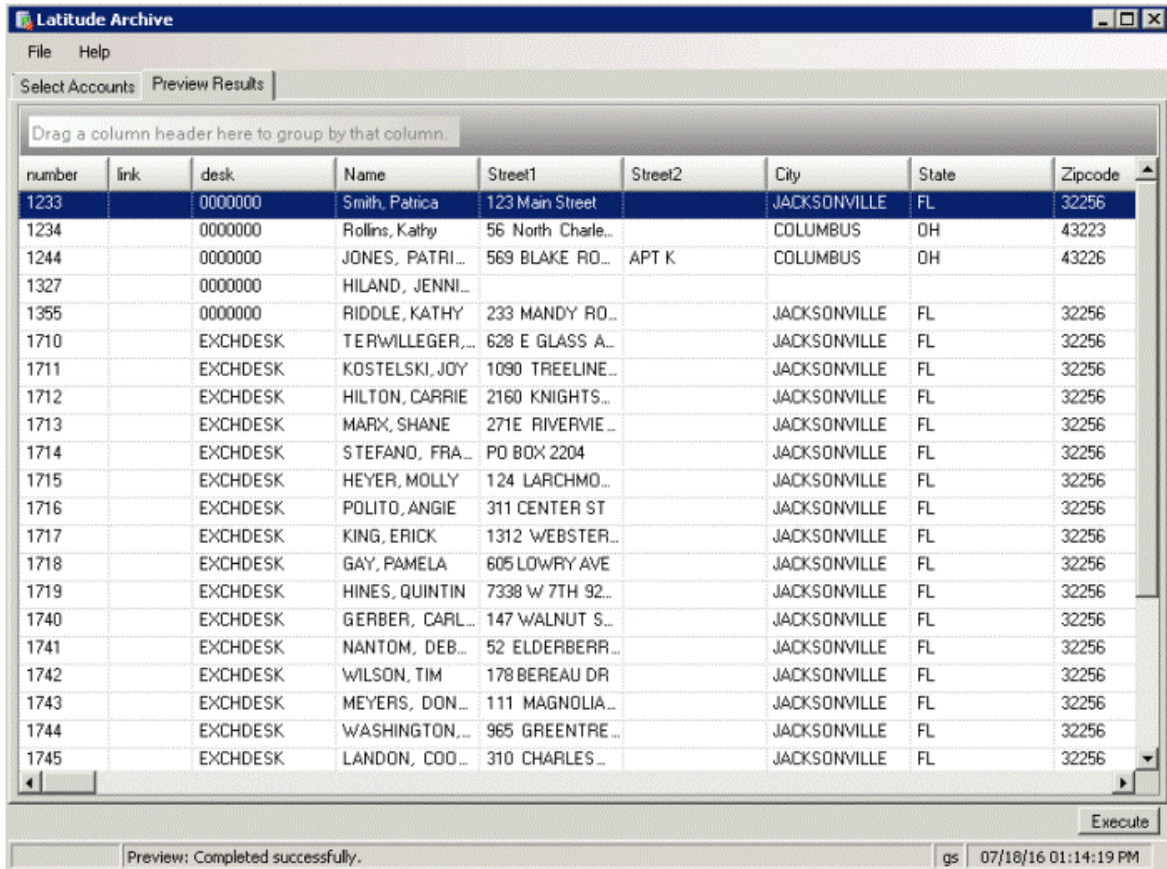 Latitude Archive
File Help
Select Accounts Preview Results
Drag a column header here to group by that column.
number link desk Name Street1 Street2 City State Zipcode
1233 0000000 Smith, Patrica 123 Main Street JACKSONVILLE FL 32256
1234 0000000 Rollins, Kathy 56 North Charle... COLUMBUS OH 43223
1244 0000000 JONES, PATRI... 569 BLAKE RO... APT K COLUMBUS OH 43226
1327 0000000 HILAND, JENNI...
1355 0000000 RIDDLE, KATHY 233 MANDY RO... JACKSONVILLE FL 32256
1710 EXCHDESK TERWILLEGER,... 628 E GLASS A... JACKSONVILLE FL 32256
1711 EXCHDESK KOSTELSKI, JOY 1090 TREELINE... JACKSONVILLE FL 32256
1712 EXCHDESK HILTON, CARRIE 2160 KNIGHTS... JACKSONVILLE FL 32256
1713 EXCHDESK MARX, SHANE 271E RIVERVIE... JACKSONVILLE FL 32256
1714 EXCHDESK STEFANO, FRA... PO BOX 2204 JACKSONVILLE FL 32256
1715 EXCHDESK HEYER, MOLLY 124 LARCHMO... JACKSONVILLE FL 32256
1716 EXCHDESK POLITO, ANGIE 311 CENTER ST JACKSONVILLE FL 32256
1717 EXCHDESK KING, ERICK 1312 WEBSTER... JACKSONVILLE FL 32256
1718 EXCHDESK GAY, PAMELA 605 LOWRY AVE JACKSONVILLE FL 32256
1719 EXCHDESK HINES, QUINTIN 7338 W 7TH 92... JACKSONVILLE FL 32256
1740 EXCHDESK GERBER, CARL... 147 WALNUT S... JACKSONVILLE FL 32256
1741 EXCHDESK NANTOM, DEB... 52 ELDERBERR... JACKSONVILLE FL 32256
1742 EXCHDESK WILSON, TIM 178 BEREAU DR JACKSONVILLE FL 32256
1743 EXCHDESK MEYERS, DON... 111 MAGNOLIA... JACKSONVILLE FL 32256
1744 EXCHDESK WASHINGTON,... 965 GREENTRE... JACKSONVILLE FL 32256
1745 EXCHDESK LANDON, COO... 310 CHARLES... JACKSONVILLE FL 32256
Execute
Preview: Completed successfully. gs 07/18/16 01:14:19 PM